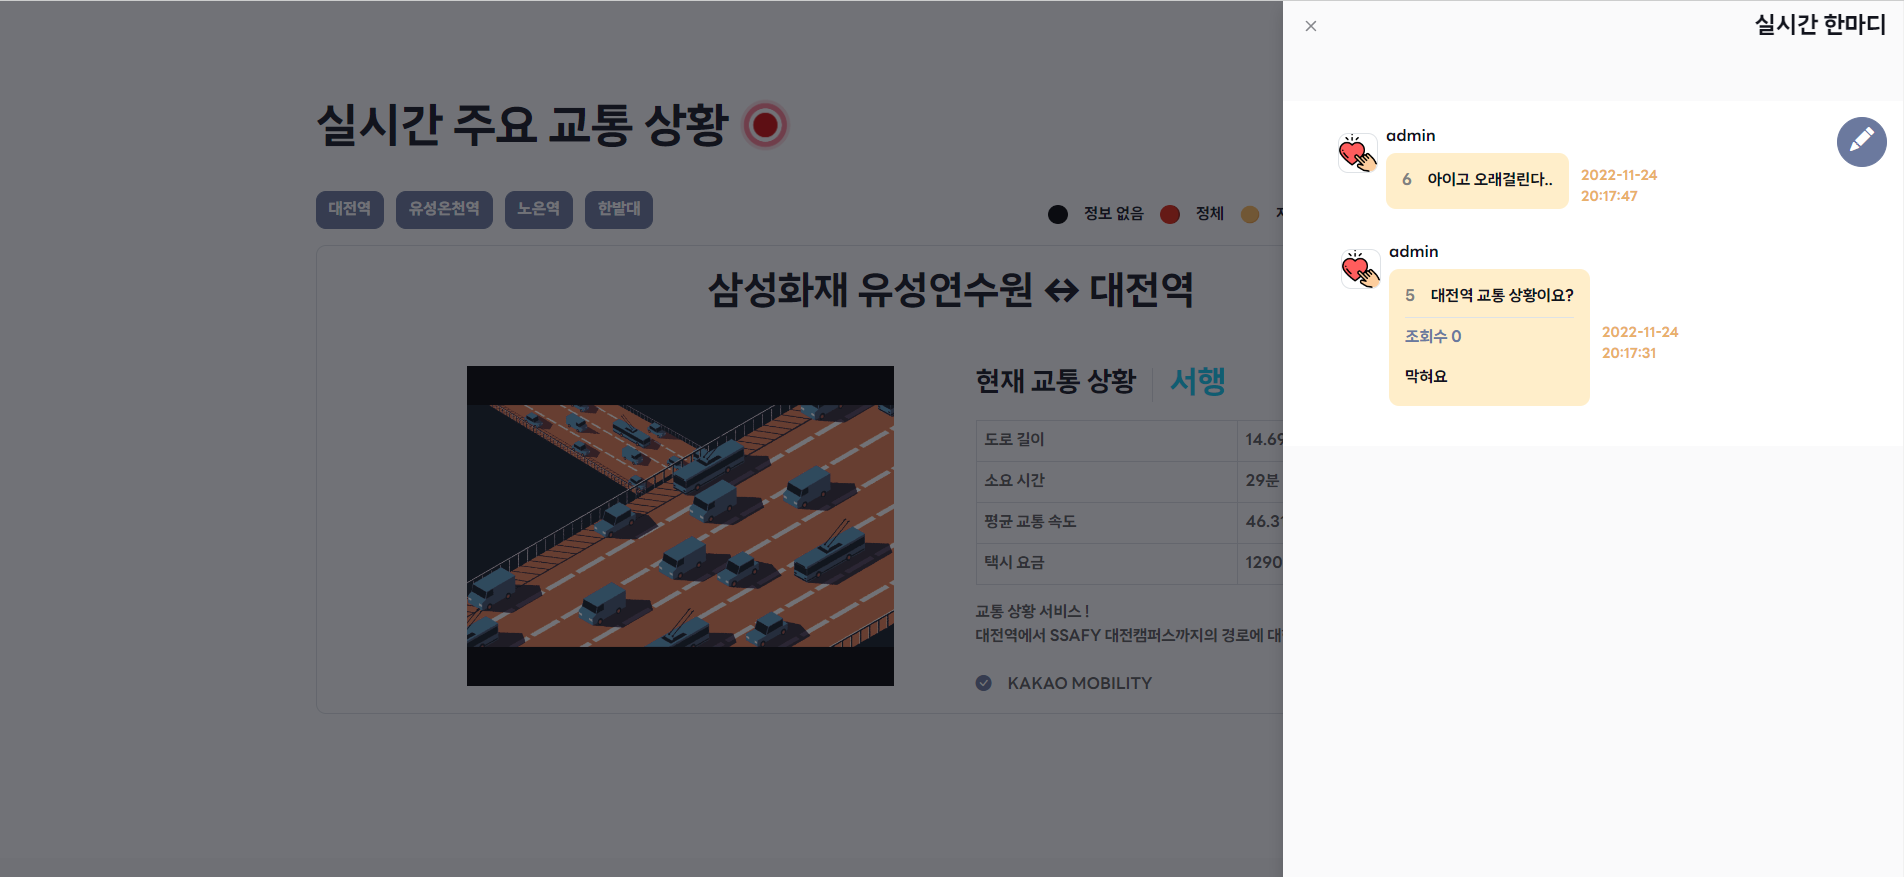 실시간 주요 교통 상황
대전역 유성온천역 노은역 한밭대
정보 없음 정체
삼성화재 유성연수원 ↔ 대전역
현재 교통 상황 서행
도로 길이 14.69
소요 시간 29분
평균 교통 속도 46.3
택시 요금 1290
교통 상황 서비스 !
대전역에서 SSAFY 대전캠퍼스까지의 경로에 대
KAKAO MOBILITY
실시간 한마디
admin
6 아이고 오래걸린다..
2022-11-24
20:17:47
admin
5 대전역 교통 상황이요?
조회수 0
막혀요
2022-11-24
20:17:31